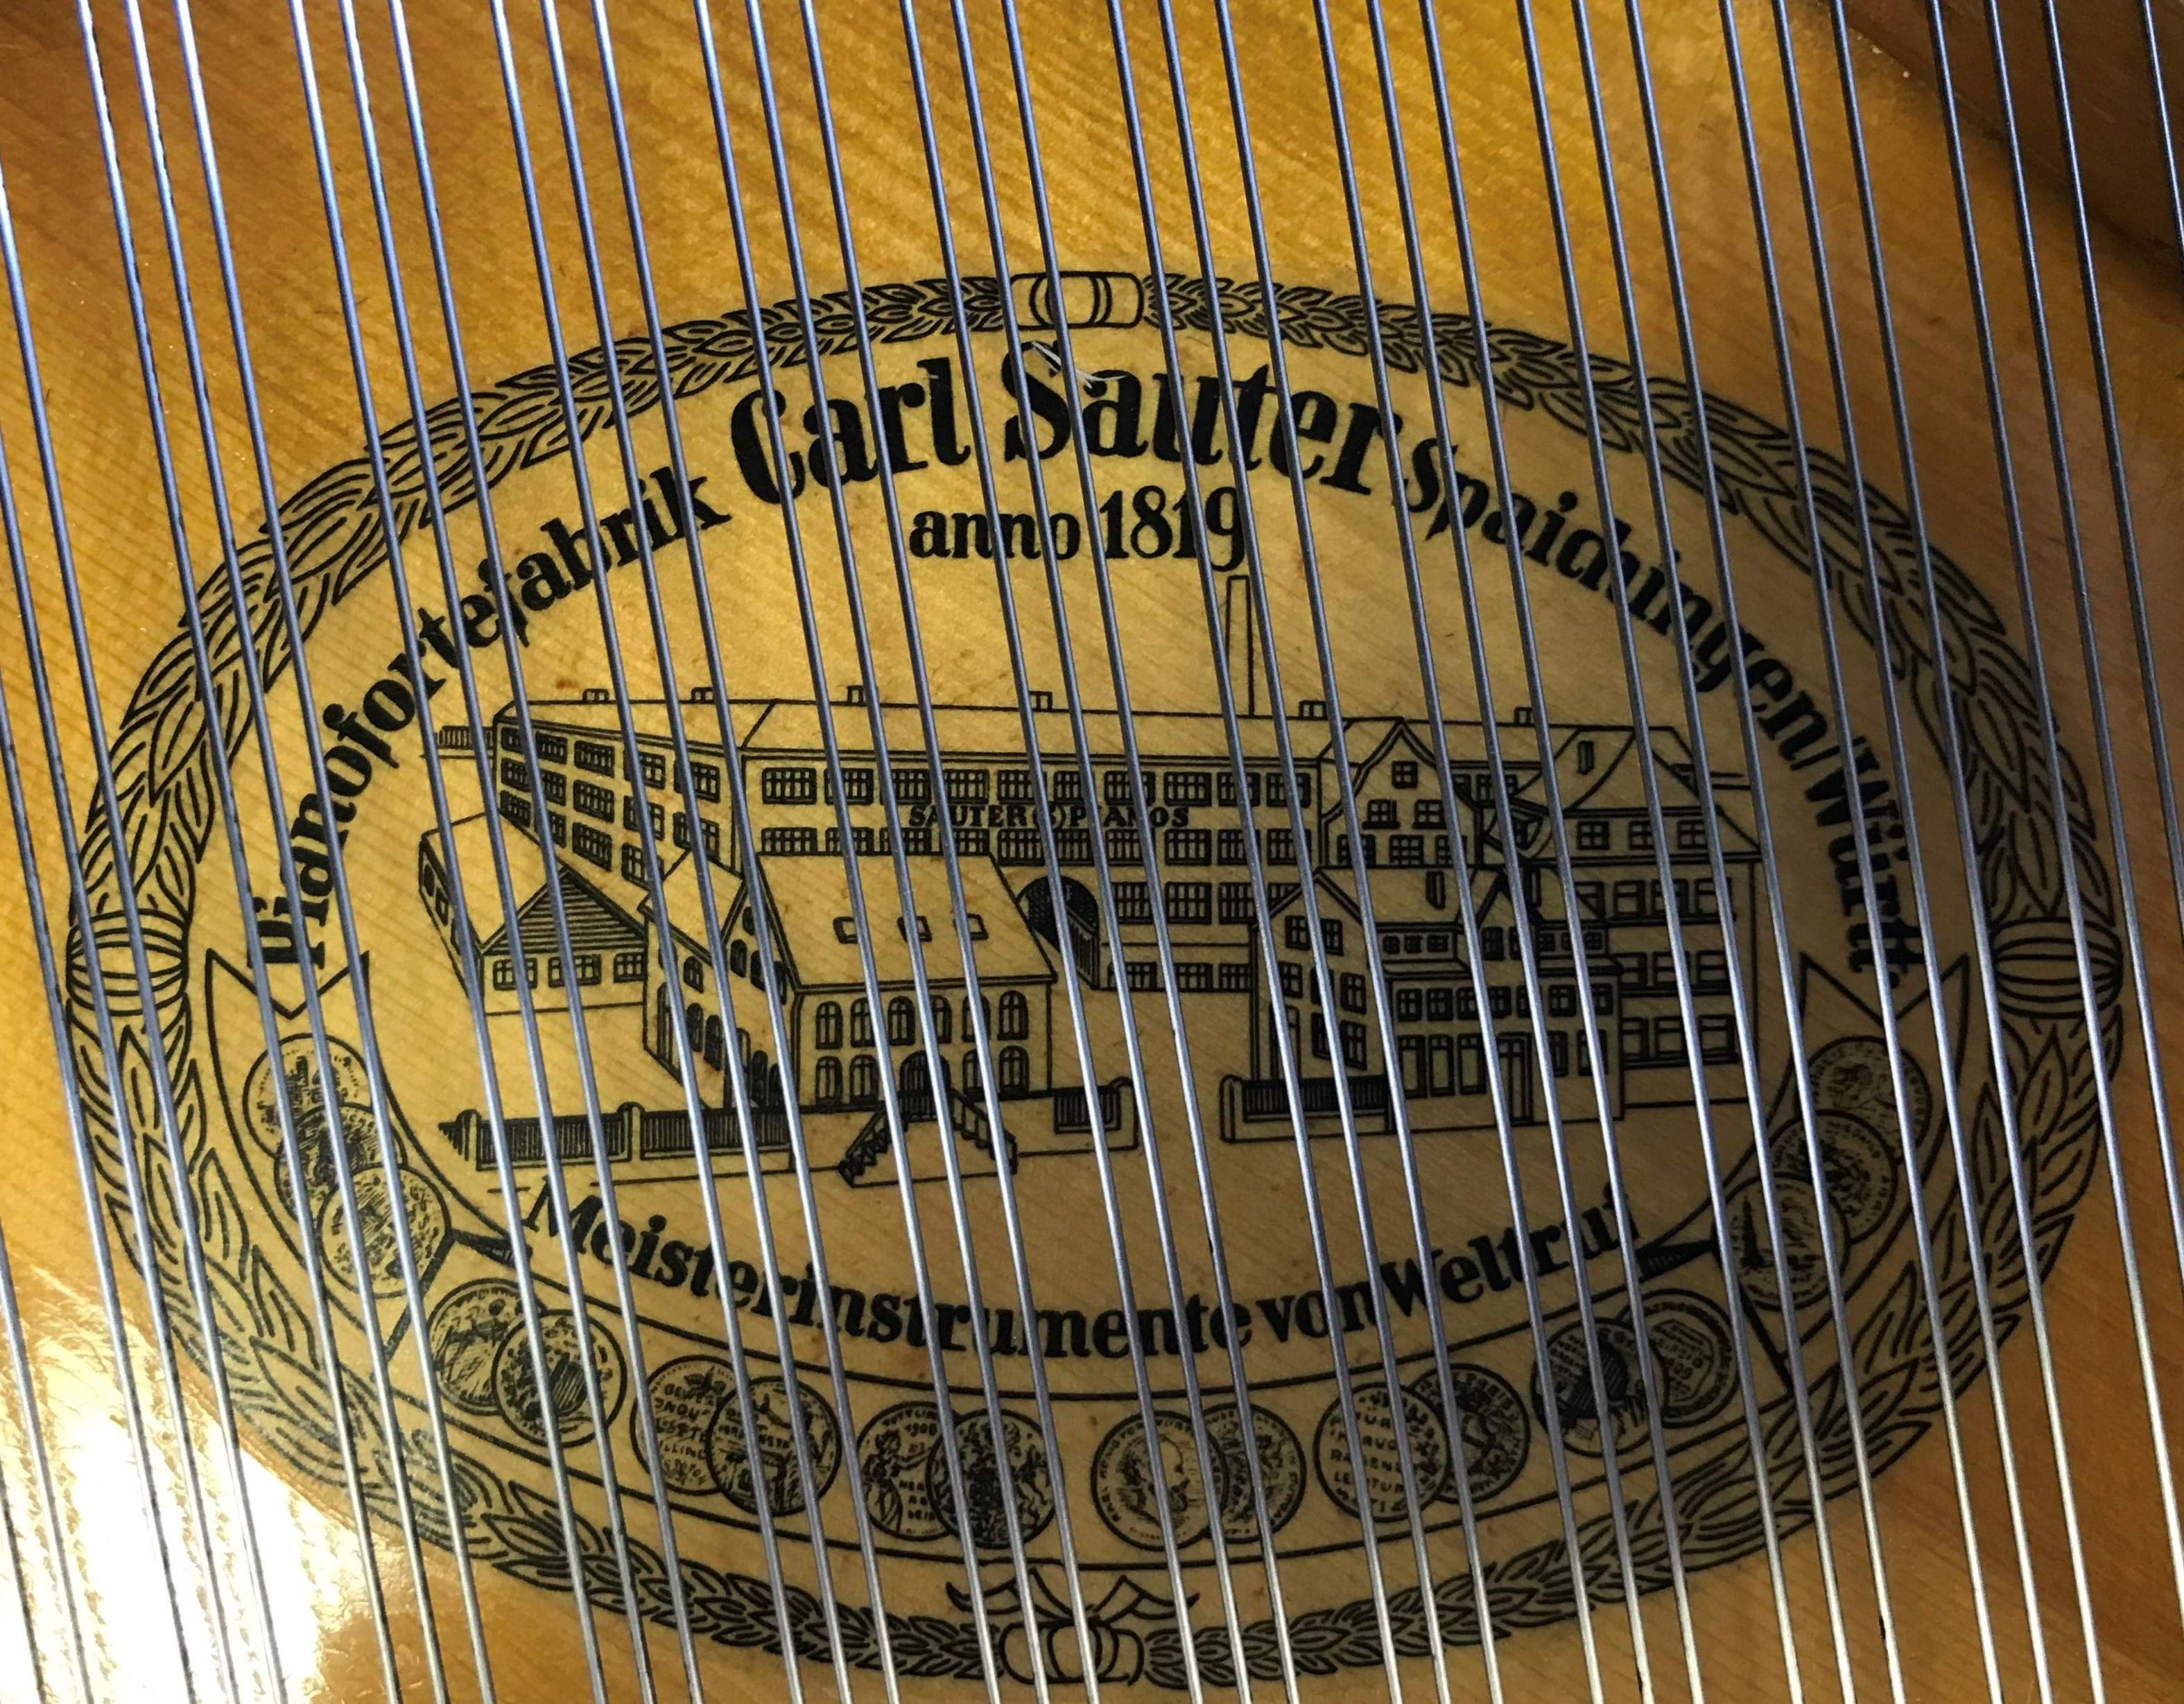 Pianofortefabrik Carl Sauter Spaichingen/Württ.
anno 1819
SAUTER PIANOS
Meisterinstrumente von Weltruf